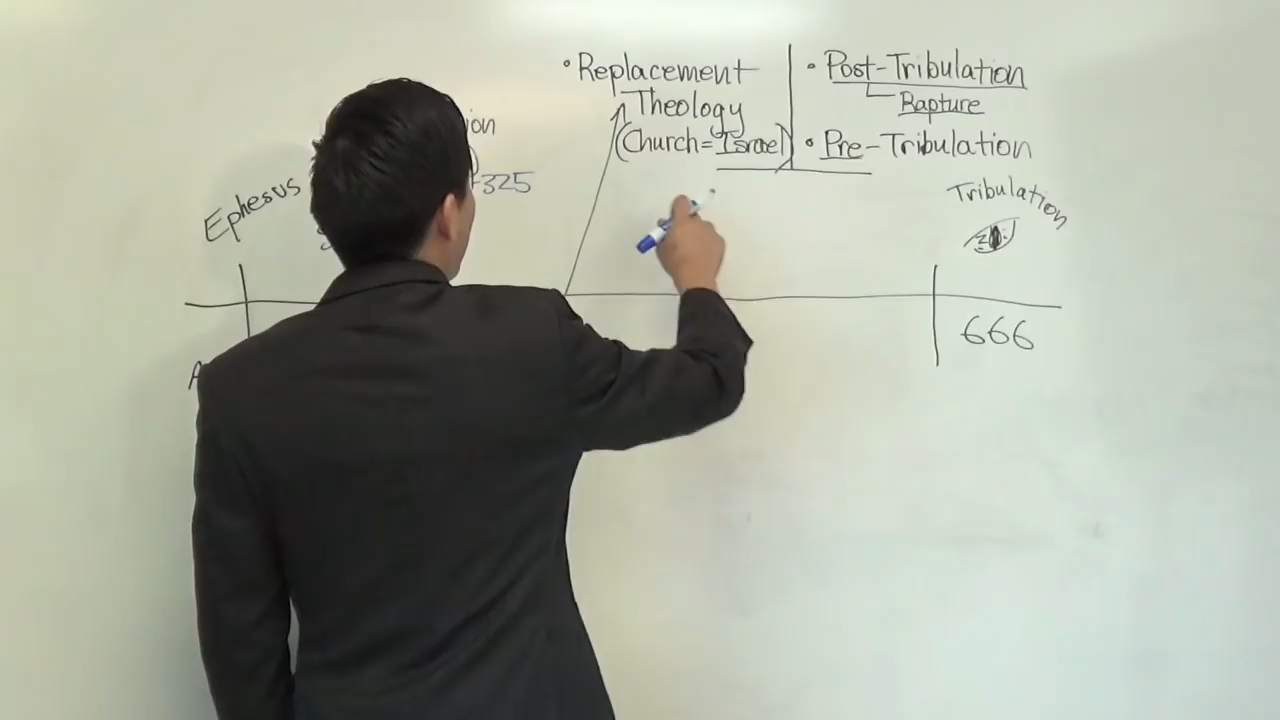 • Replacement
Theology
(Church = Israel)
• Post-Tribulation
Rapture
• Pre-Tribulation
Ephesus
325
Tribulation
666